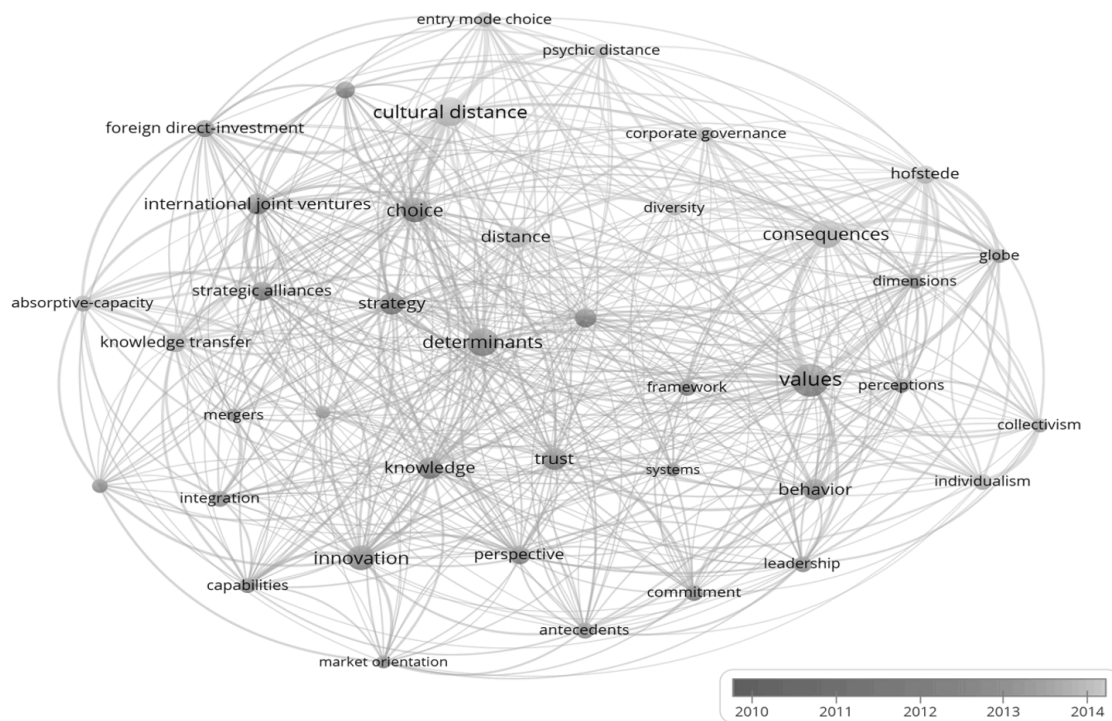 entry mode choice
psychic distance
cultural distance
foreign direct-investment
corporate governance
hofstede
international joint ventures
choice
diversity
distance
consequences
globe
dimensions
strategic alliances
absorptive-capacity
strategy
knowledge transfer
determinants
values
framework
perceptions
mergers
collectivism
knowledge
trust
systems
individualism
behavior
integration
innovation
perspective
leadership
capabilities
commitment
antecedents
market orientation
2010 2011 2012 2013 2014